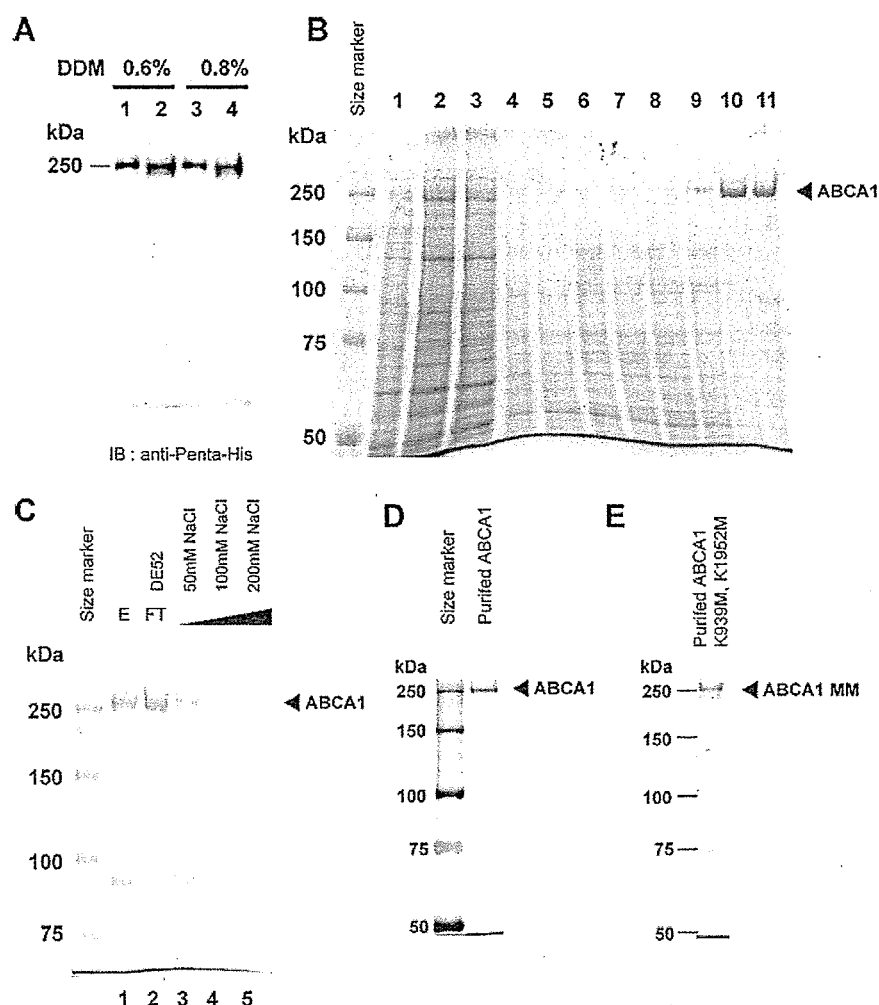 A
DDM 0.6% 0.8%
1 2 3 4
kDa
250
IB : anti-Penta-His
B
Size marker
1 2 3 4 5 6 7 8 9 10 11
kDa
250
150
100
75
50
ABCA1
C
Size marker
E FT
DE52
50mM NaCl
100mM NaCl
200mM NaCl
kDa
250
150
100
75
ABCA1
1 2 3 4 5
D
Size marker
Purifed ABCA1
kDa
250
150
100
75
50
ABCA1
E
Purifed ABCA1
K939M, K1952M
kDa
250
150
100
75
50
ABCA1 MM